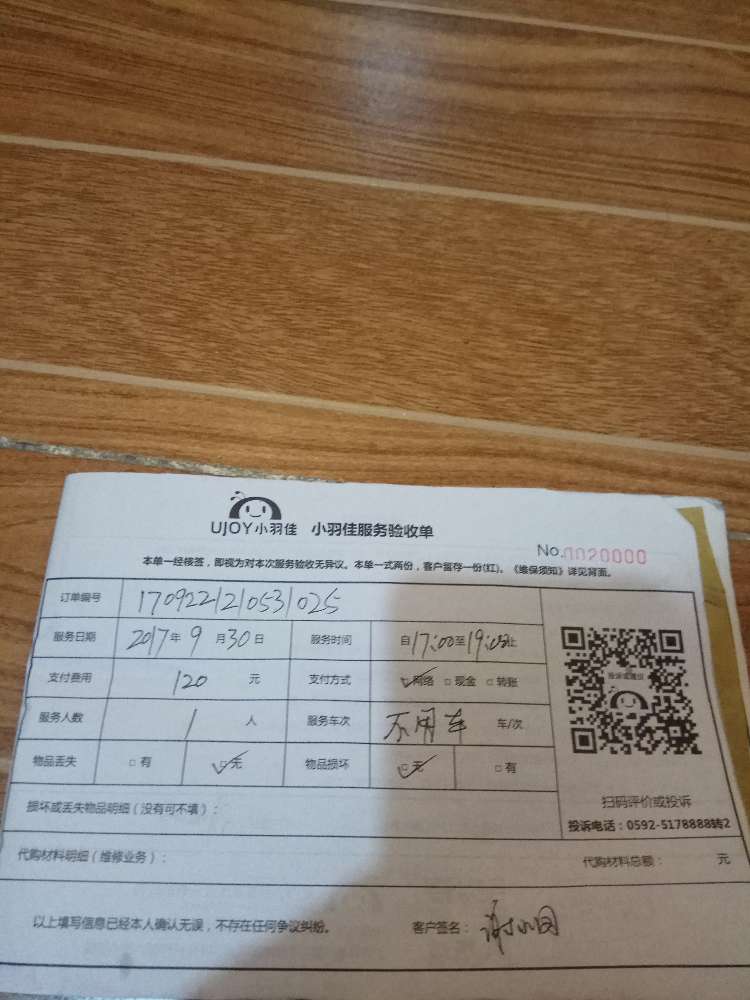 UJOY小羽佳 小羽佳服务验收单
No.0020000
本单一经接签，即视为对本次服务验收无异议。本单一式两份，客户留存一份(红)。《维保须知》详见背面。
订单编号 1709221210531025
服务日期 2017年 9 月30日 服务时间 自17:00至19:00止
支付费用 120 元 支付方式 ☑网络 □现金 □转账
服务人数 1 人 服务车次 不用车 车/次
物品丢失 □有 ☑无 物品损坏 ☑无 □有
投诉或建议
扫码评价或投诉
投诉电话：0592-5178888转2
损坏或丢失物品明细（没有可不填）：
代购材料明细（维修业务）： 代购材料总额： 元
以上填写信息已经本人确认无误，不存在任何争议纠纷。 客户签名：